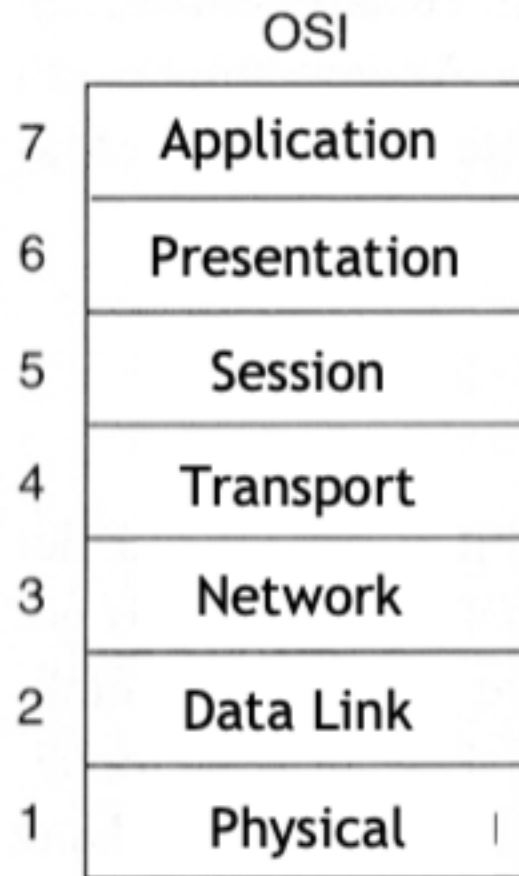 OSI
7 Application
6 Presentation
5 Session
4 Transport
3 Network
2 Data Link
1 Physical